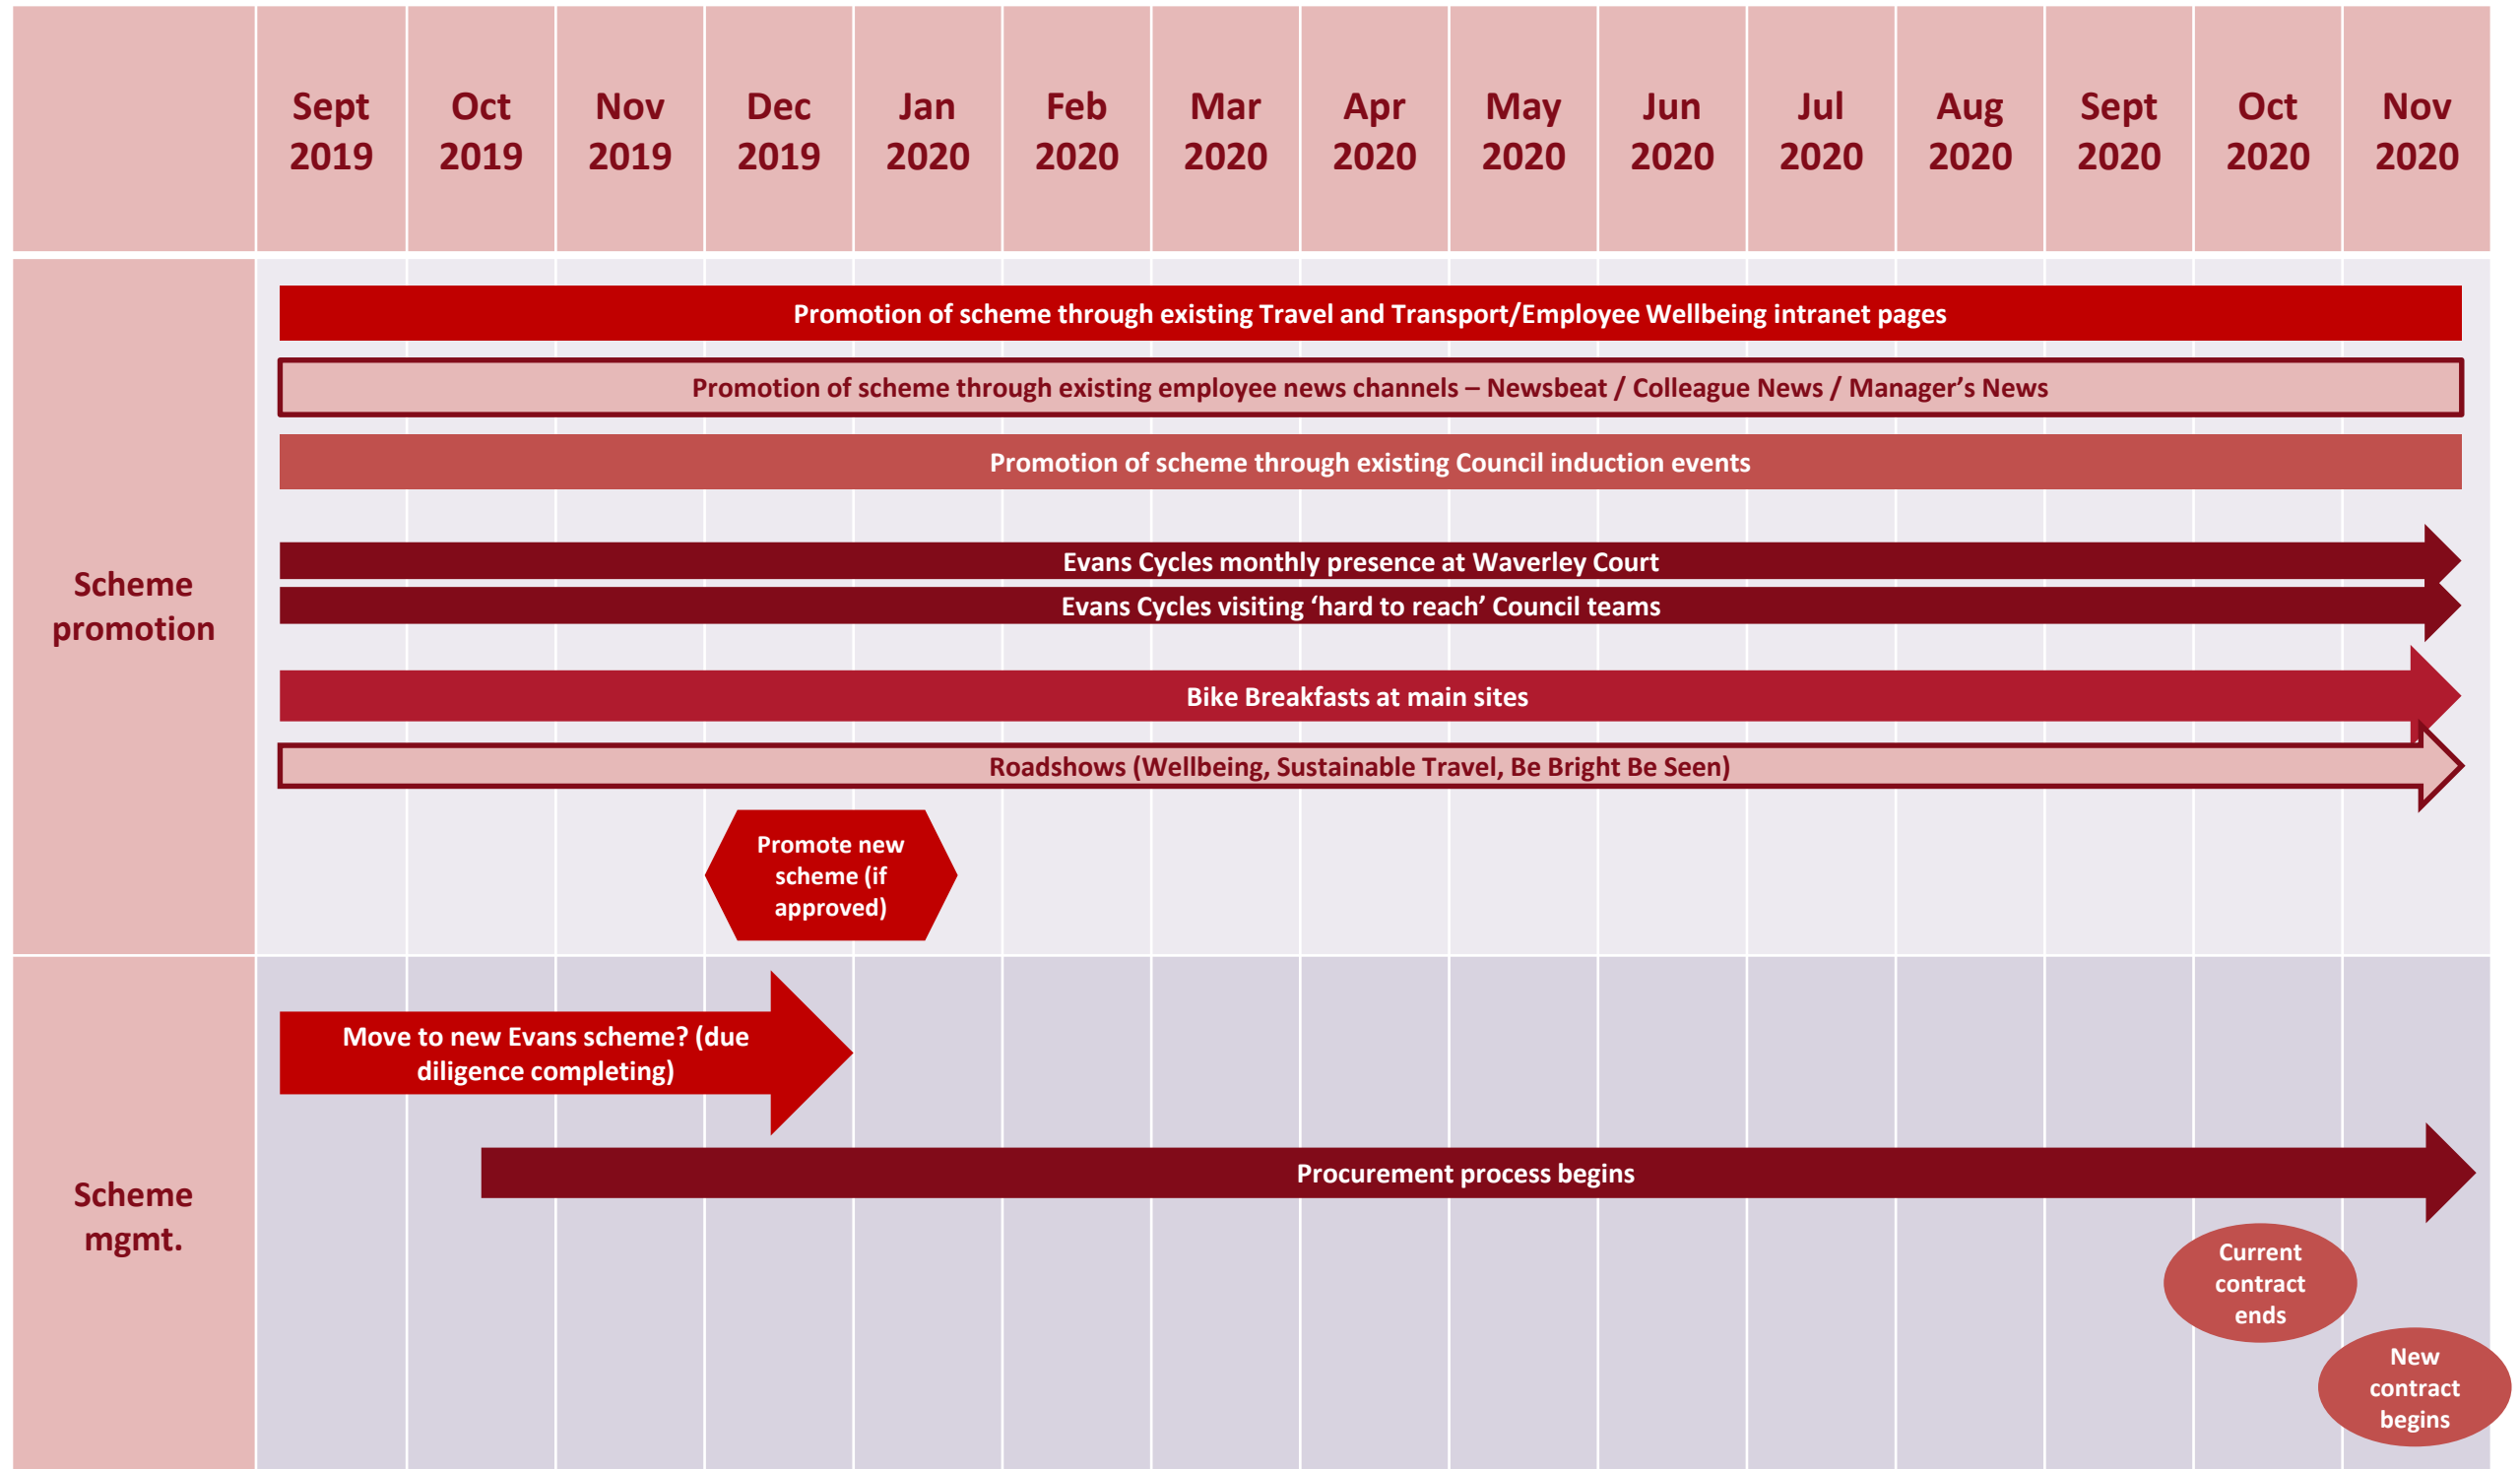 Sept
2019
Oct
2019
Nov
2019
Dec
2019
Jan
2020
Feb
2020
Mar
2020
Apr
2020
May
2020
Jun
2020
Jul
2020
Aug
2020
Sept
2020
Oct
2020
Nov
2020
Scheme
promotion
Promotion of scheme through existing Travel and Transport/Employee Wellbeing intranet pages
Promotion of scheme through existing employee news channels – Newsbeat / Colleague News / Manager’s News
Promotion of scheme through existing Council induction events
Evans Cycles monthly presence at Waverley Court
Evans Cycles visiting ‘hard to reach’ Council teams
Bike Breakfasts at main sites
Roadshows (Wellbeing, Sustainable Travel, Be Bright Be Seen)
Promote new
scheme (if
approved)
Scheme
mgmt.
Move to new Evans scheme? (due
diligence completing)
Procurement process begins
Current
contract
ends
New
contract
begins